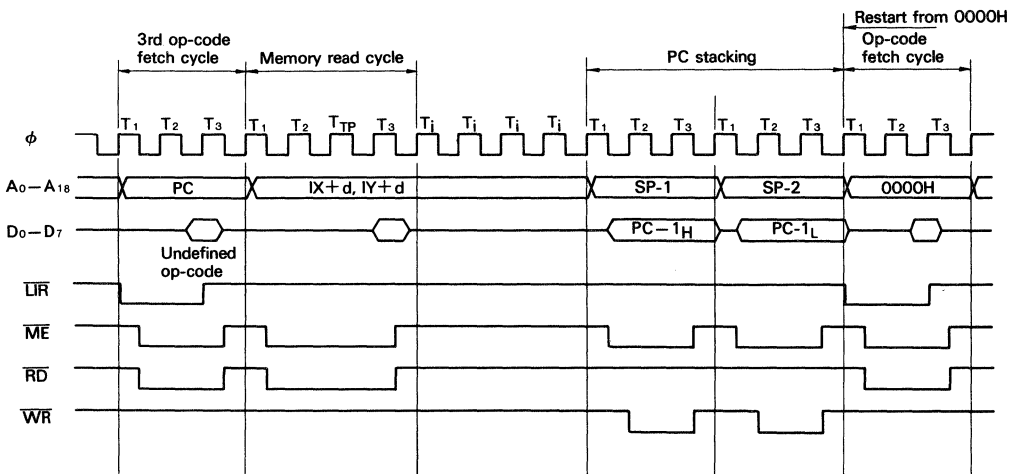 Restart from 0000H
3rd op-code
fetch cycle
Memory read cycle
PC stacking
Op-code
fetch cycle
T1 T2 T3 T1 T2 TTP T3 Ti Ti Ti Ti T1 T2 T3 T1 T2 T3 T1 T2 T3
φ
A0–A18 PC IX+d, IY+d SP-1 SP-2 0000H
D0–D7 PC–1H PC-1L
Undefined
op-code
LIR
ME
RD
WR